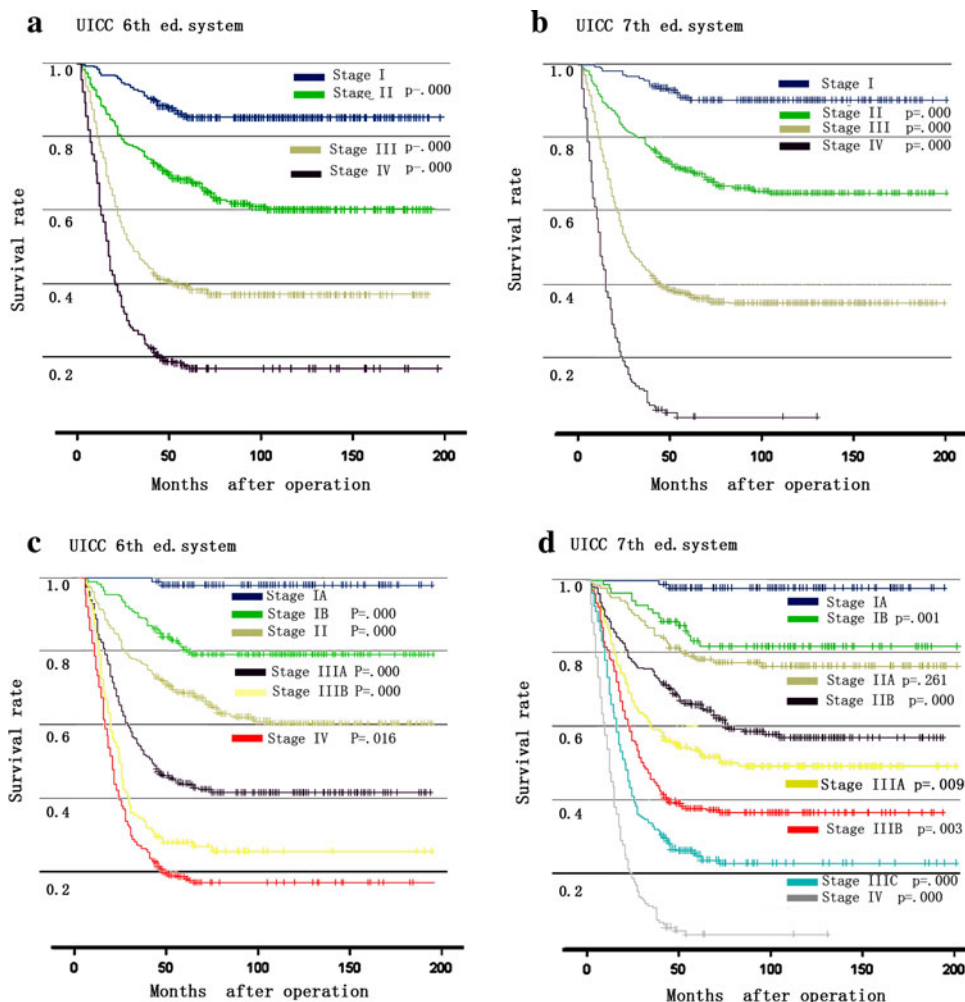 a UICC 6th ed.system
1.0
Stage I
Stage II p-.000
0.8
Stage III p-.000
Stage IV p-.000
0.6
0.4
0.2
Survival rate
0 50 100 150 200
Months after operation
b UICC 7th ed.system
1.0
Stage I
Stage II p=.000
Stage III p=.000
Stage IV p=.000
0.8
0.6
0.4
0.2
Survival rate
0 50 100 150 200
Months after operation
c UICC 6th ed.system
1.0
Stage IA
Stage IB P=.000
Stage II P=.000
0.8
Stage IIIA P=.000
Stage IIIB P=.000
0.6
Stage IV P=.016
0.4
0.2
Survival rate
0 50 100 150 200
Months after operation
d UICC 7th ed.system
1.0
Stage IA
Stage IB p=.001
0.8
Stage IIA p=.261
Stage IIB p=.000
0.6
Stage IIIA p=.009
0.4
Stage IIIB p=.003
Stage IIIC p=.000
0.2
Stage IV p=.000
Survival rate
0 50 100 150 200
Months after operation